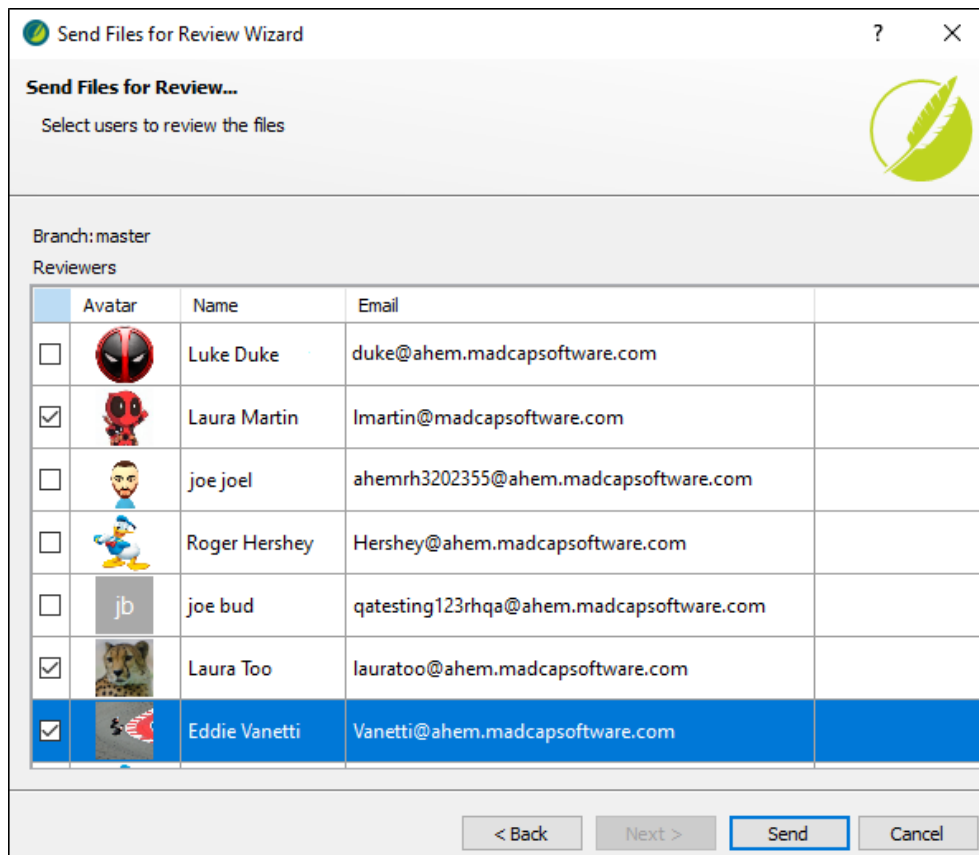 Send Files for Review Wizard ?
Send Files for Review...
Select users to review the files
Branch:master
Reviewers
Avatar Name Email
Luke Duke duke@ahem.madcapsoftware.com
Laura Martin lmartin@madcapsoftware.com
joe joel ahemrh3202355@ahem.madcapsoftware.com
Roger Hershey Hershey@ahem.madcapsoftware.com
jb joe bud qatesting123rhqa@ahem.madcapsoftware.com
Laura Too lauratoo@ahem.madcapsoftware.com
Eddie Vanetti Vanetti@ahem.madcapsoftware.com
< Back Next > Send Cancel